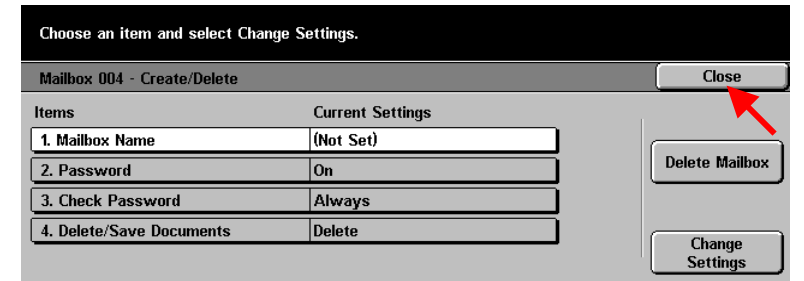 Choose an item and select Change Settings.
Mailbox 004 - Create/Delete Close
Items Current Settings
1. Mailbox Name (Not Set)
2. Password On
3. Check Password Always
4. Delete/Save Documents Delete
Delete Mailbox
Change
Settings